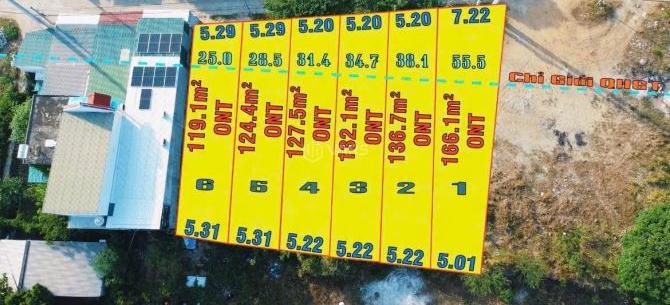 5.29 5.29 5.20 5.20 5.20 7.22
25.0 28.5 31.4 34.7 38.1 55.5
Chỉ Giới QHGT
119.1m² ONT
124.4m² ONT
127.5m² ONT
132.1m² ONT
136.7m² ONT
166.1m² ONT
6 5 4 3 2 1
5.31 5.31 5.22 5.22 5.22 5.01